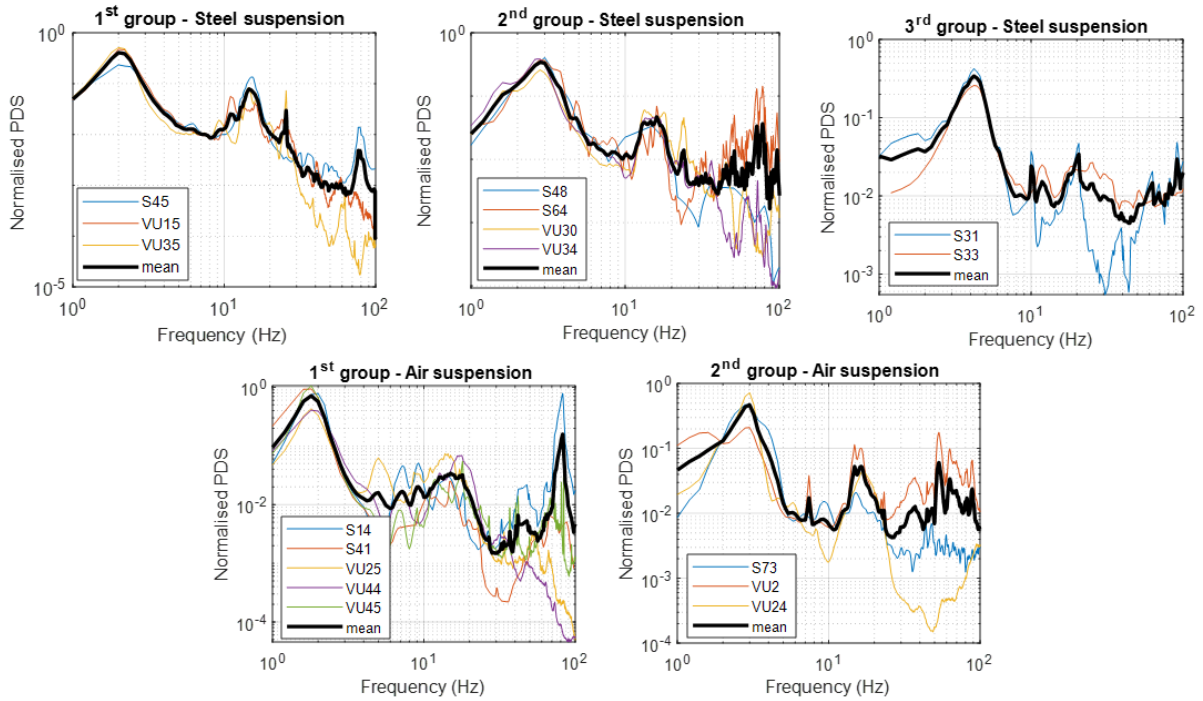 1st group - Steel suspension
10^0
10^-5
Normalised PDS
S45
VU15
VU35
mean
10^0
10^1
10^2
Frequency (Hz)
2nd group - Steel suspension
10^0
Normalised PDS
S48
S64
VU30
VU34
mean
10^0
10^1
10^2
Frequency (Hz)
3rd group - Steel suspension
10^0
10^-1
10^-2
10^-3
Normalised PDS
S31
S33
mean
10^0
10^1
10^2
Frequency (Hz)
1st group - Air suspension
10^0
10^-2
10^-4
Normalised PDS
S14
S41
VU25
VU44
VU45
mean
10^0
10^1
10^2
Frequency (Hz)
2nd group - Air suspension
10^0
10^-1
10^-2
10^-3
10^-4
Normalised PDS
S73
VU2
VU24
mean
10^0
10^1
10^2
Frequency (Hz)